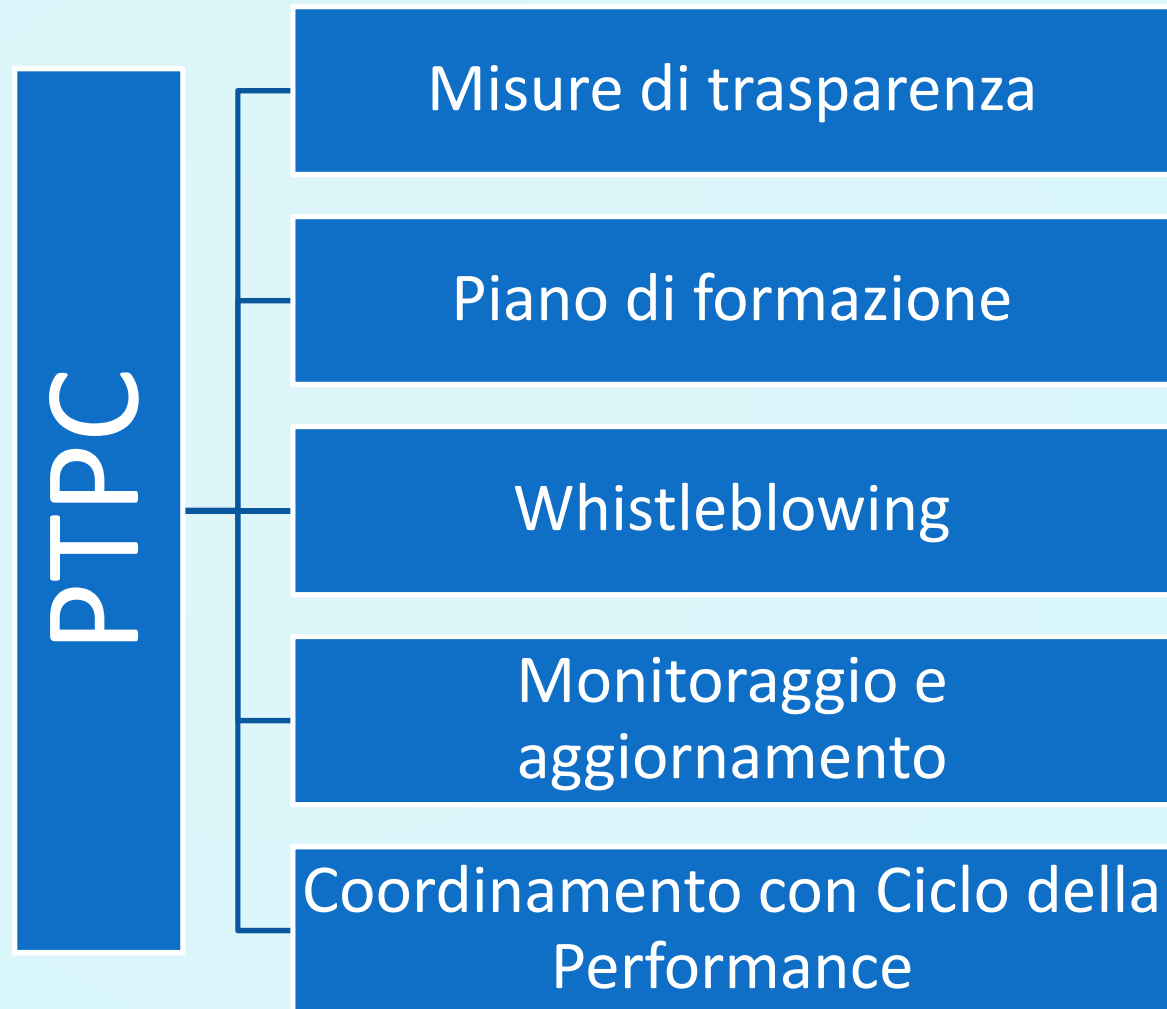 PTPC
Misure di trasparenza
Piano di formazione
Whistleblowing
Monitoraggio e
aggiornamento
Coordinamento con Ciclo della
Performance